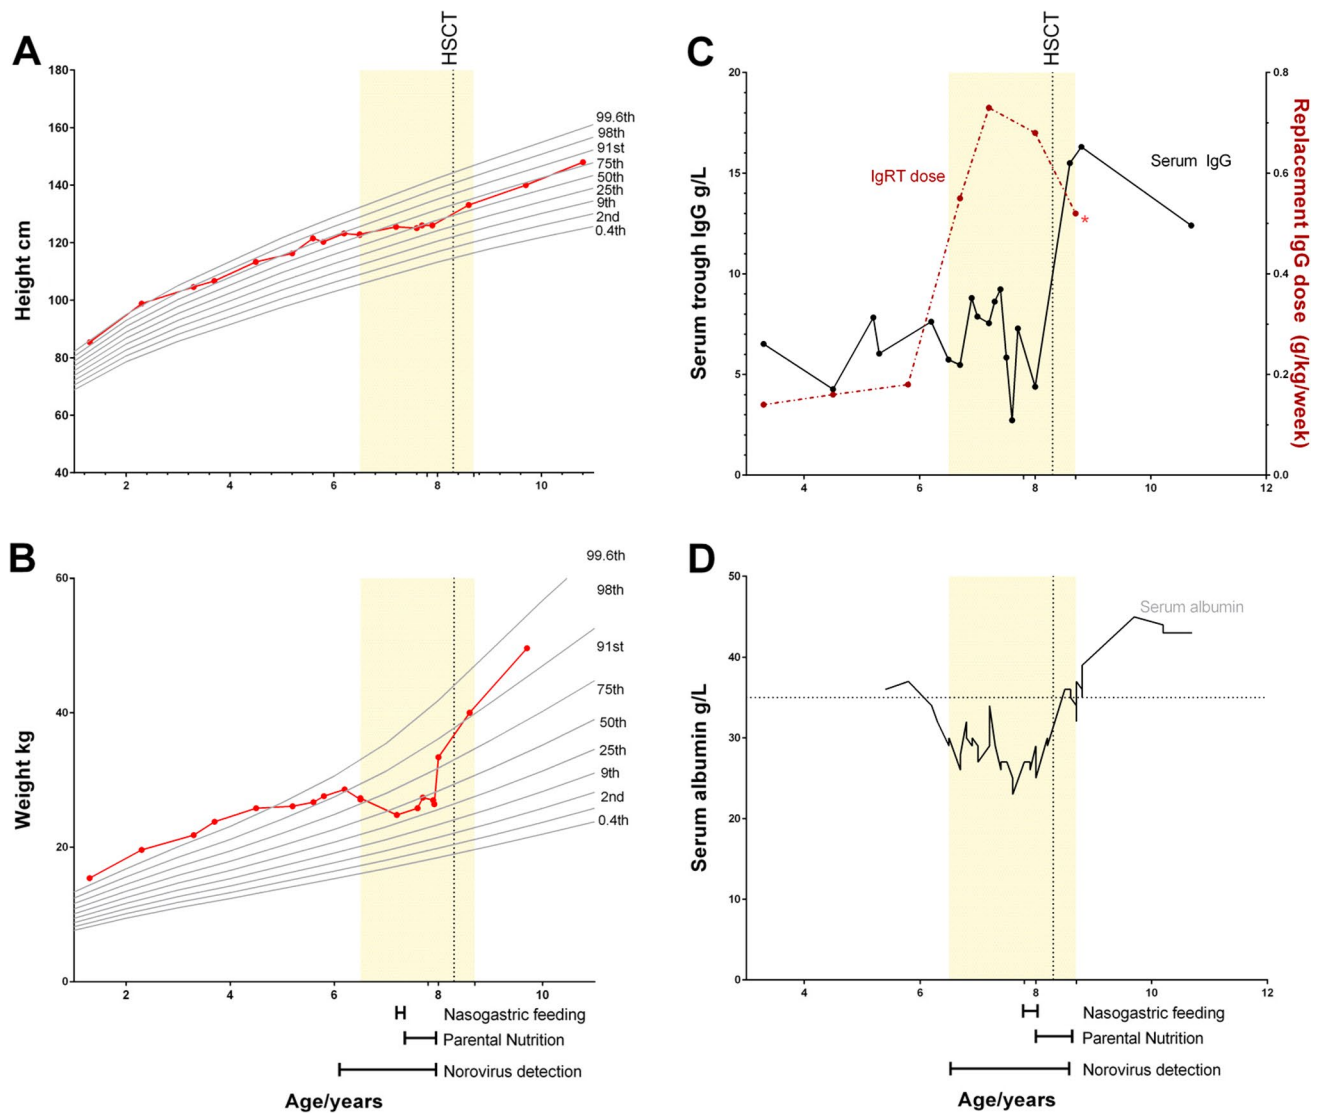 A
HSCT
Height cm
180
160
140
120
100
80
60
40
2
4
6
8
10
99.6th
98th
91st
75th
50th
25th
9th
2nd
0.4th
C
HSCT
Serum trough IgG g/L
20
15
10
5
0
IgRT dose
Serum IgG
*
0.8
0.6
0.4
0.2
0.0
Replacement IgG dose (g/kg/week)
4
6
8
10
12
B
Weight kg
60
40
20
0
2
4
6
8
10
99.6th
98th
91st
75th
50th
25th
9th
2nd
0.4th
Nasogastric feeding
Parental Nutrition
Norovirus detection
Age/years
D
Serum albumin g/L
50
40
30
20
10
0
Serum albumin
4
6
8
10
12
Nasogastric feeding
Parental Nutrition
Norovirus detection
Age/years